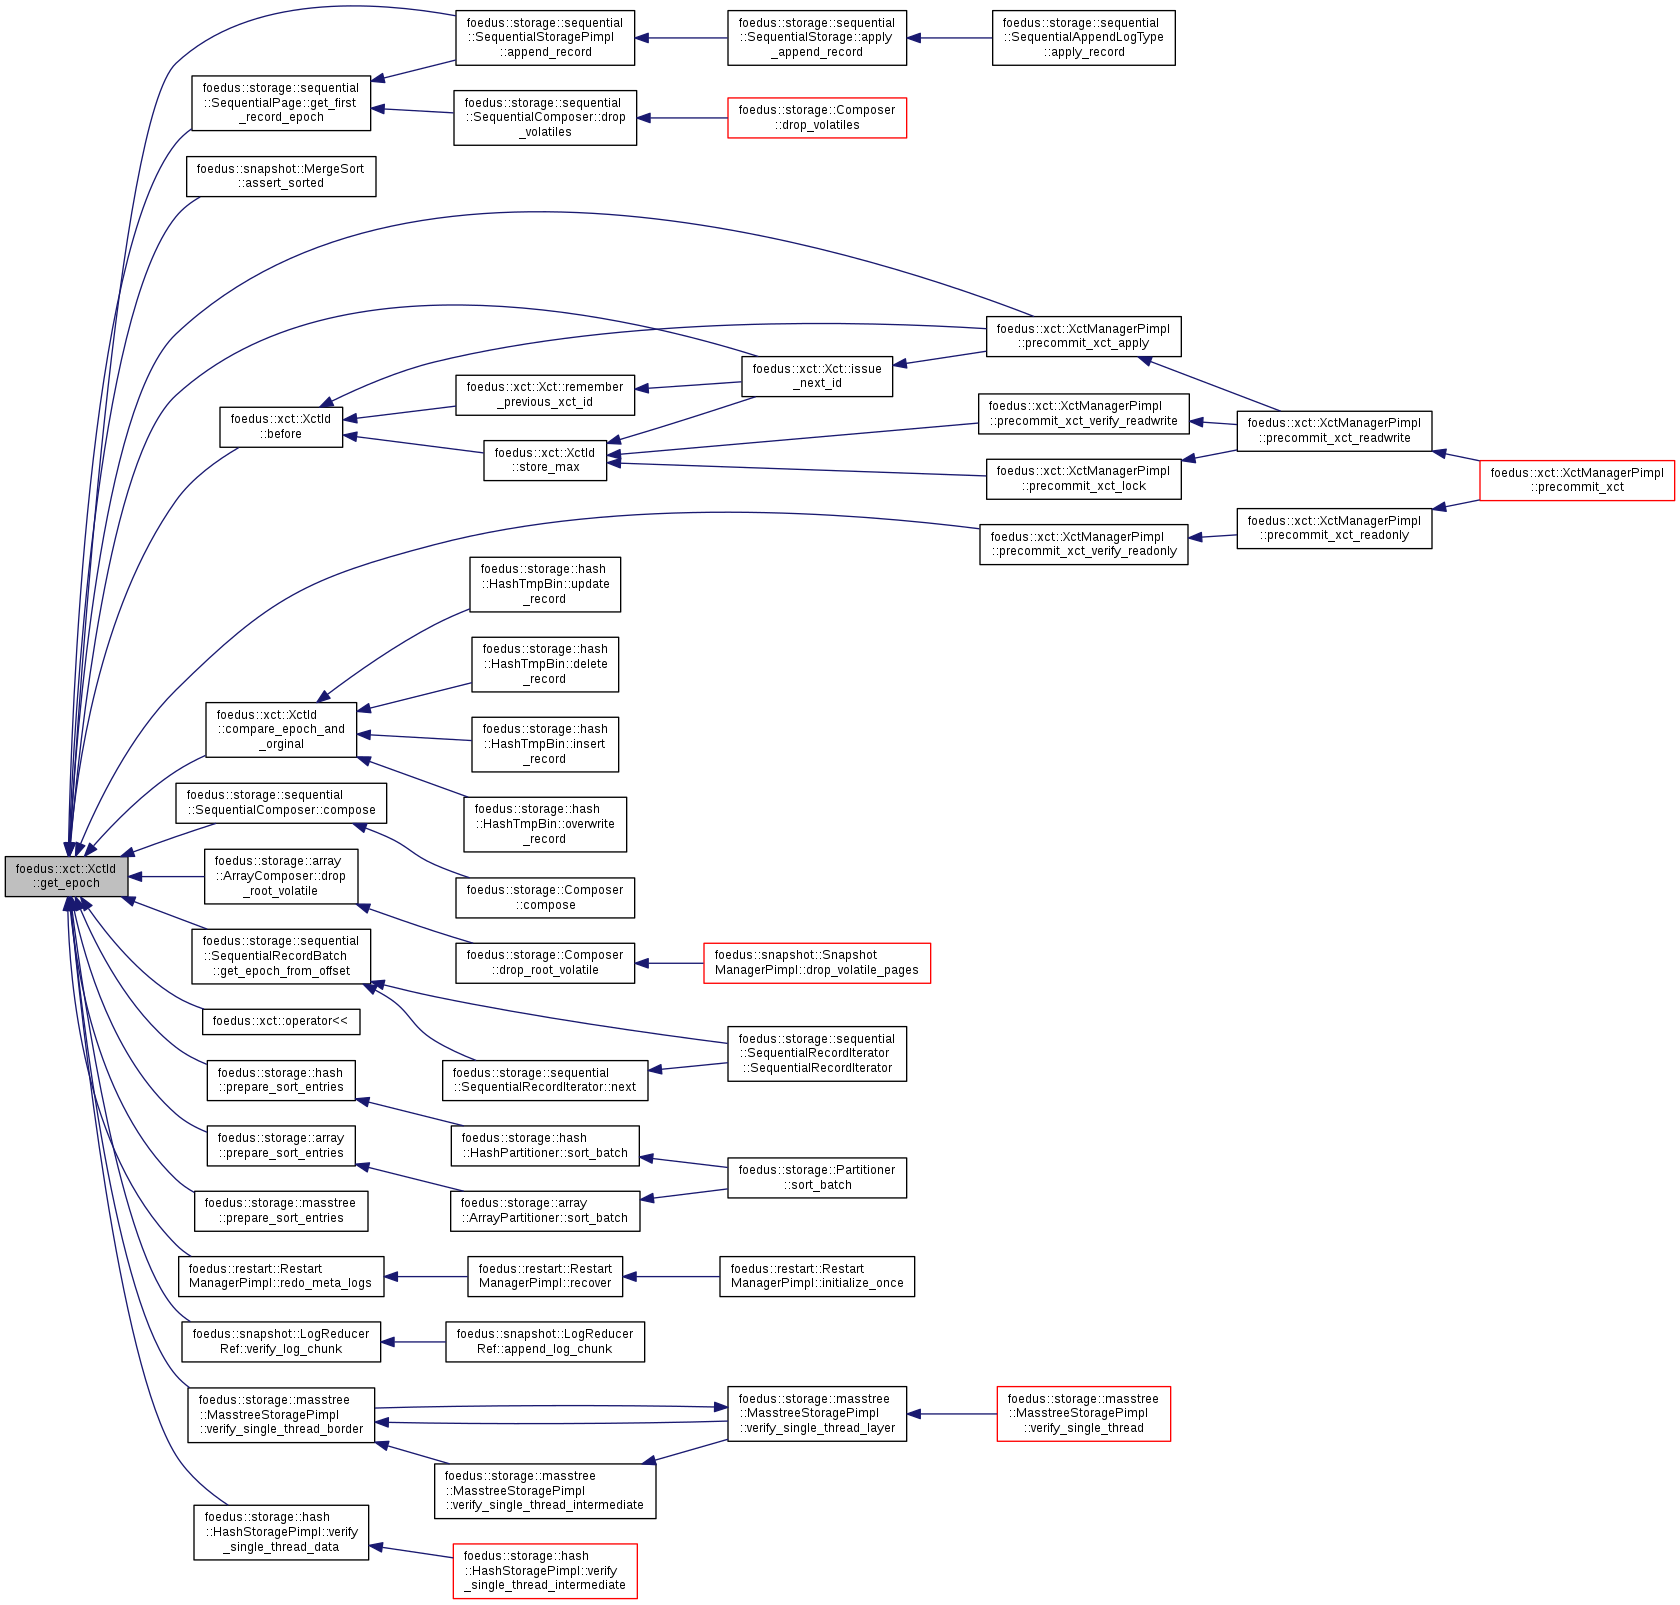 foedus::storage::sequential
::SequentialStoragePimpl
::append_record
foedus::storage::sequential
::SequentialStorage::apply
_append_record
foedus::storage::sequential
::SequentialAppendLogType
::apply_record
foedus::storage::sequential
::SequentialPage::get_first
_record_epoch
foedus::storage::sequential
::SequentialComposer::drop
_volatiles
foedus::storage::Composer
::drop_volatiles
foedus::snapshot::MergeSort
::assert_sorted
foedus::xct::XctManagerPimpl
::precommit_xct_apply
foedus::xct::Xct::issue
_next_id
foedus::xct::Xct::remember
_previous_xct_id
foedus::xct::XctId
::before
foedus::xct::XctManagerPimpl
::precommit_xct_verify_readwrite
foedus::xct::XctManagerPimpl
::precommit_xct_readwrite
foedus::xct::XctId
::store_max
foedus::xct::XctManagerPimpl
::precommit_xct_lock
foedus::xct::XctManagerPimpl
::precommit_xct
foedus::xct::XctManagerPimpl
::precommit_xct_verify_readonly
foedus::xct::XctManagerPimpl
::precommit_xct_readonly
foedus::storage::hash
::HashTmpBin::update
_record
foedus::storage::hash
::HashTmpBin::delete
_record
foedus::xct::XctId
::compare_epoch_and
_orginal
foedus::storage::hash
::HashTmpBin::insert
_record
foedus::storage::hash
::HashTmpBin::overwrite
_record
foedus::storage::sequential
::SequentialComposer::compose
foedus::xct::XctId
::get_epoch
foedus::storage::array
::ArrayComposer::drop
_root_volatile
foedus::storage::Composer
::compose
foedus::storage::sequential
::SequentialRecordBatch
::get_epoch_from_offset
foedus::storage::Composer
::drop_root_volatile
foedus::snapshot::Snapshot
ManagerPimpl::drop_volatile_pages
foedus::xct::operator<<
foedus::storage::sequential
::SequentialRecordIterator
::SequentialRecordIterator
foedus::storage::hash
::prepare_sort_entries
foedus::storage::sequential
::SequentialRecordIterator::next
foedus::storage::array
::prepare_sort_entries
foedus::storage::hash
::HashPartitioner::sort_batch
foedus::storage::Partitioner
::sort_batch
foedus::storage::masstree
::prepare_sort_entries
foedus::storage::array
::ArrayPartitioner::sort_batch
foedus::restart::Restart
ManagerPimpl::redo_meta_logs
foedus::restart::Restart
ManagerPimpl::recover
foedus::restart::Restart
ManagerPimpl::initialize_once
foedus::snapshot::LogReducer
Ref::verify_log_chunk
foedus::snapshot::LogReducer
Ref::append_log_chunk
foedus::storage::masstree
::MasstreeStoragePimpl
::verify_single_thread_border
foedus::storage::masstree
::MasstreeStoragePimpl
::verify_single_thread_layer
foedus::storage::masstree
::MasstreeStoragePimpl
::verify_single_thread
foedus::storage::masstree
::MasstreeStoragePimpl
::verify_single_thread_intermediate
foedus::storage::hash
::HashStoragePimpl::verify
_single_thread_data
foedus::storage::hash
::HashStoragePimpl::verify
_single_thread_intermediate